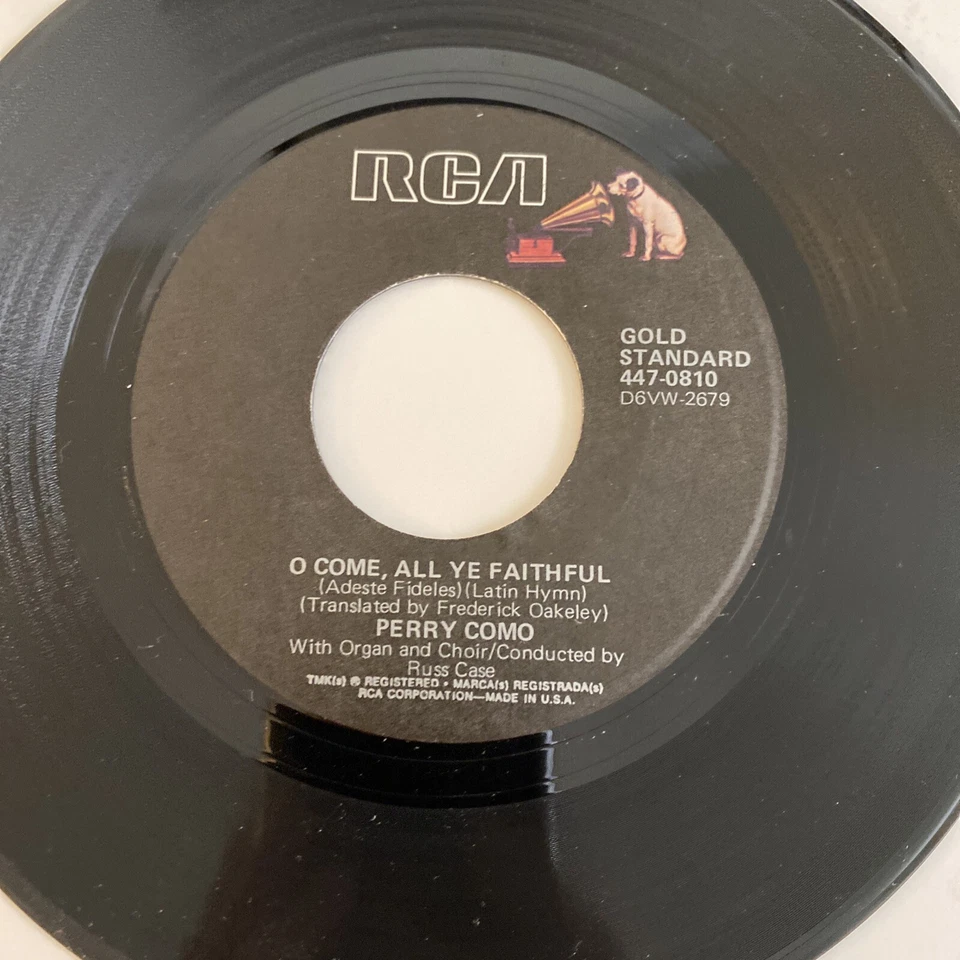 RCA
GOLD
STANDARD
447-0810
D6VW-2679
O COME, ALL YE FAITHFUL
(Adeste Fideles)(Latin Hymn)
(Translated by Frederick Oakeley)
PERRY COMO
With Organ and Choir/Conducted by
Russ Case
TMK(s) ® REGISTERED • MARCA(s) REGISTRADA(s)
RCA CORPORATION—MADE IN U.S.A.